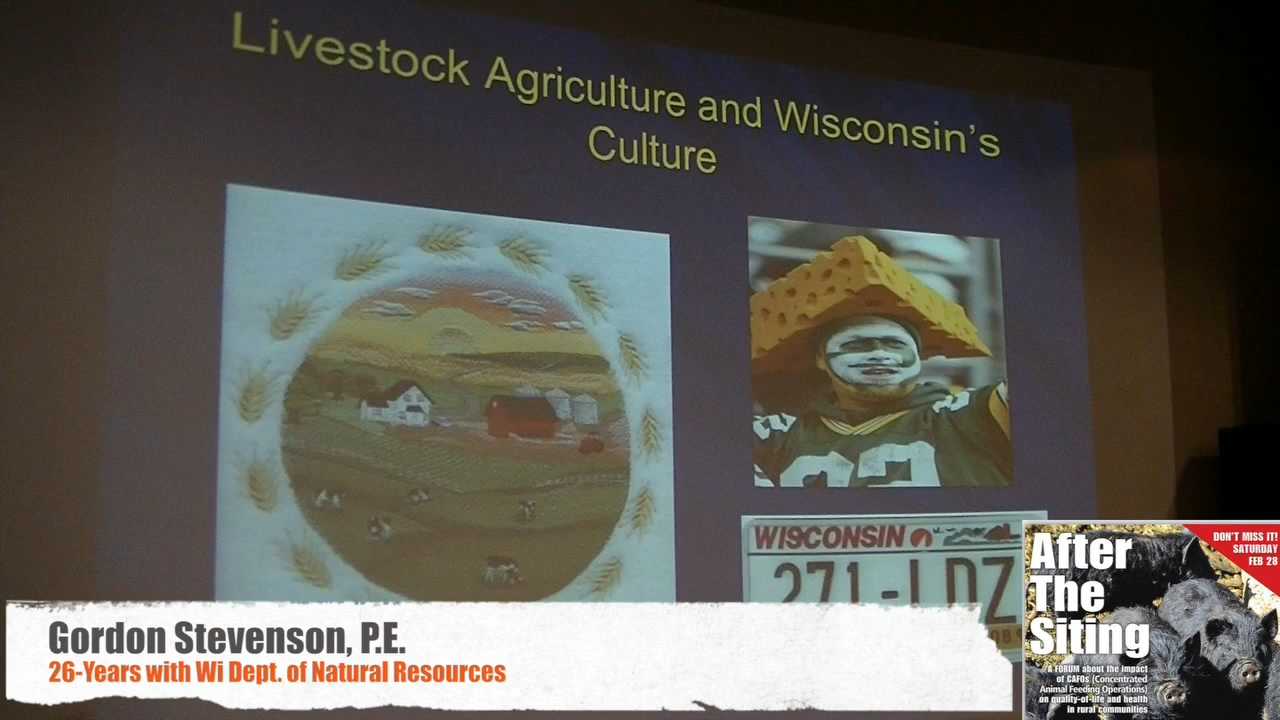 Livestock Agriculture and Wisconsin's
Culture
WISCONSIN
271-LDZ
Gordon Stevenson, P.E.
26-Years with Wi Dept. of Natural Resources
DON'T MISS IT!
SATURDAY
FEB 28
After
The
Siting
A FORUM about the impact
of CAFOs (Concentrated
Animal Feeding Operations)
on quality-of-life and health
in rural communities